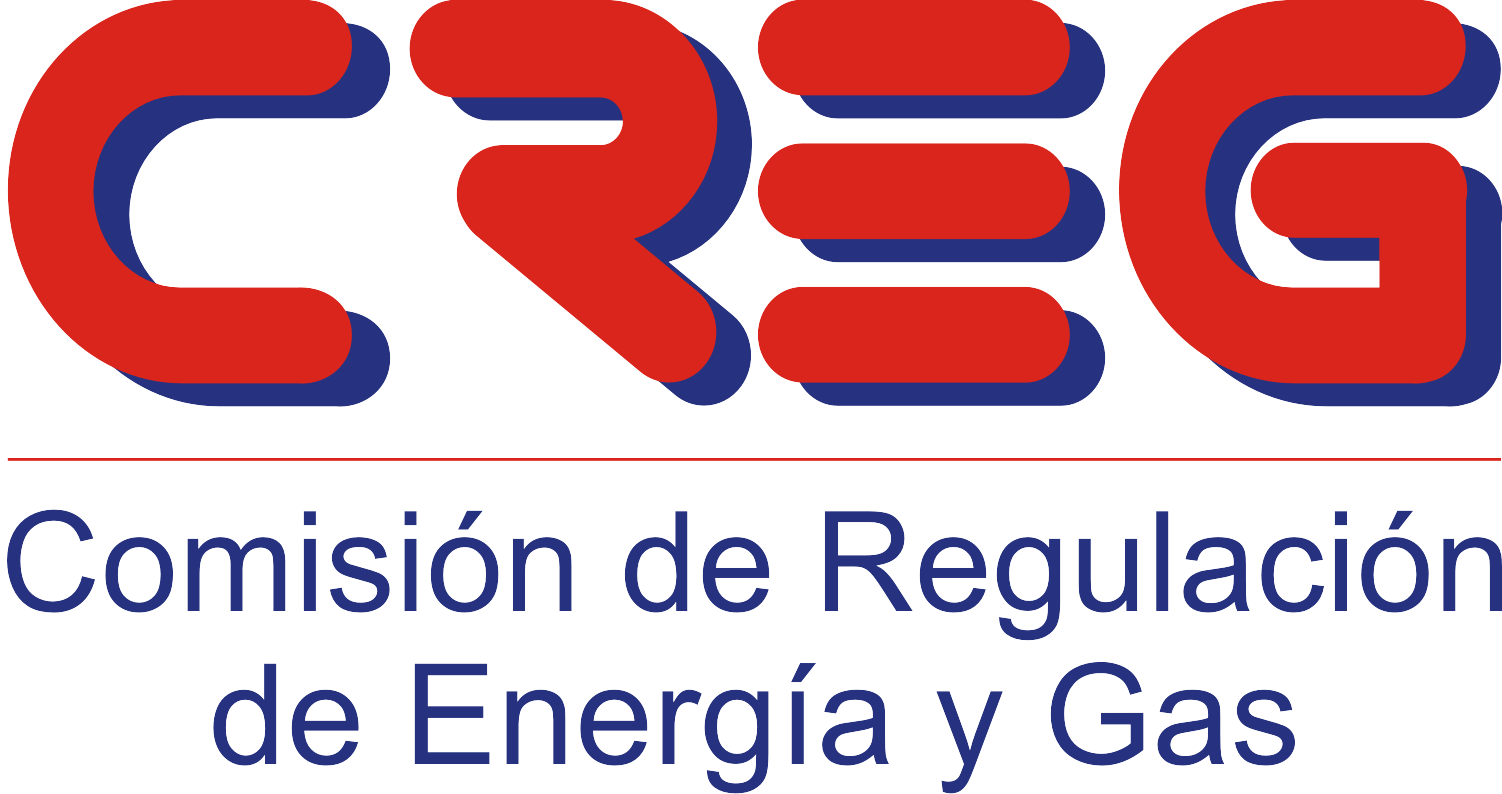 CREG
Comisión de Regulación
de Energía y Gas